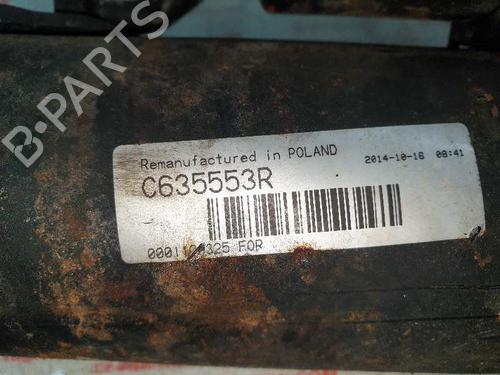 B-PARTS
Remanufactured in POLAND 2014-10-16 08:41
C635553R
325 FOR